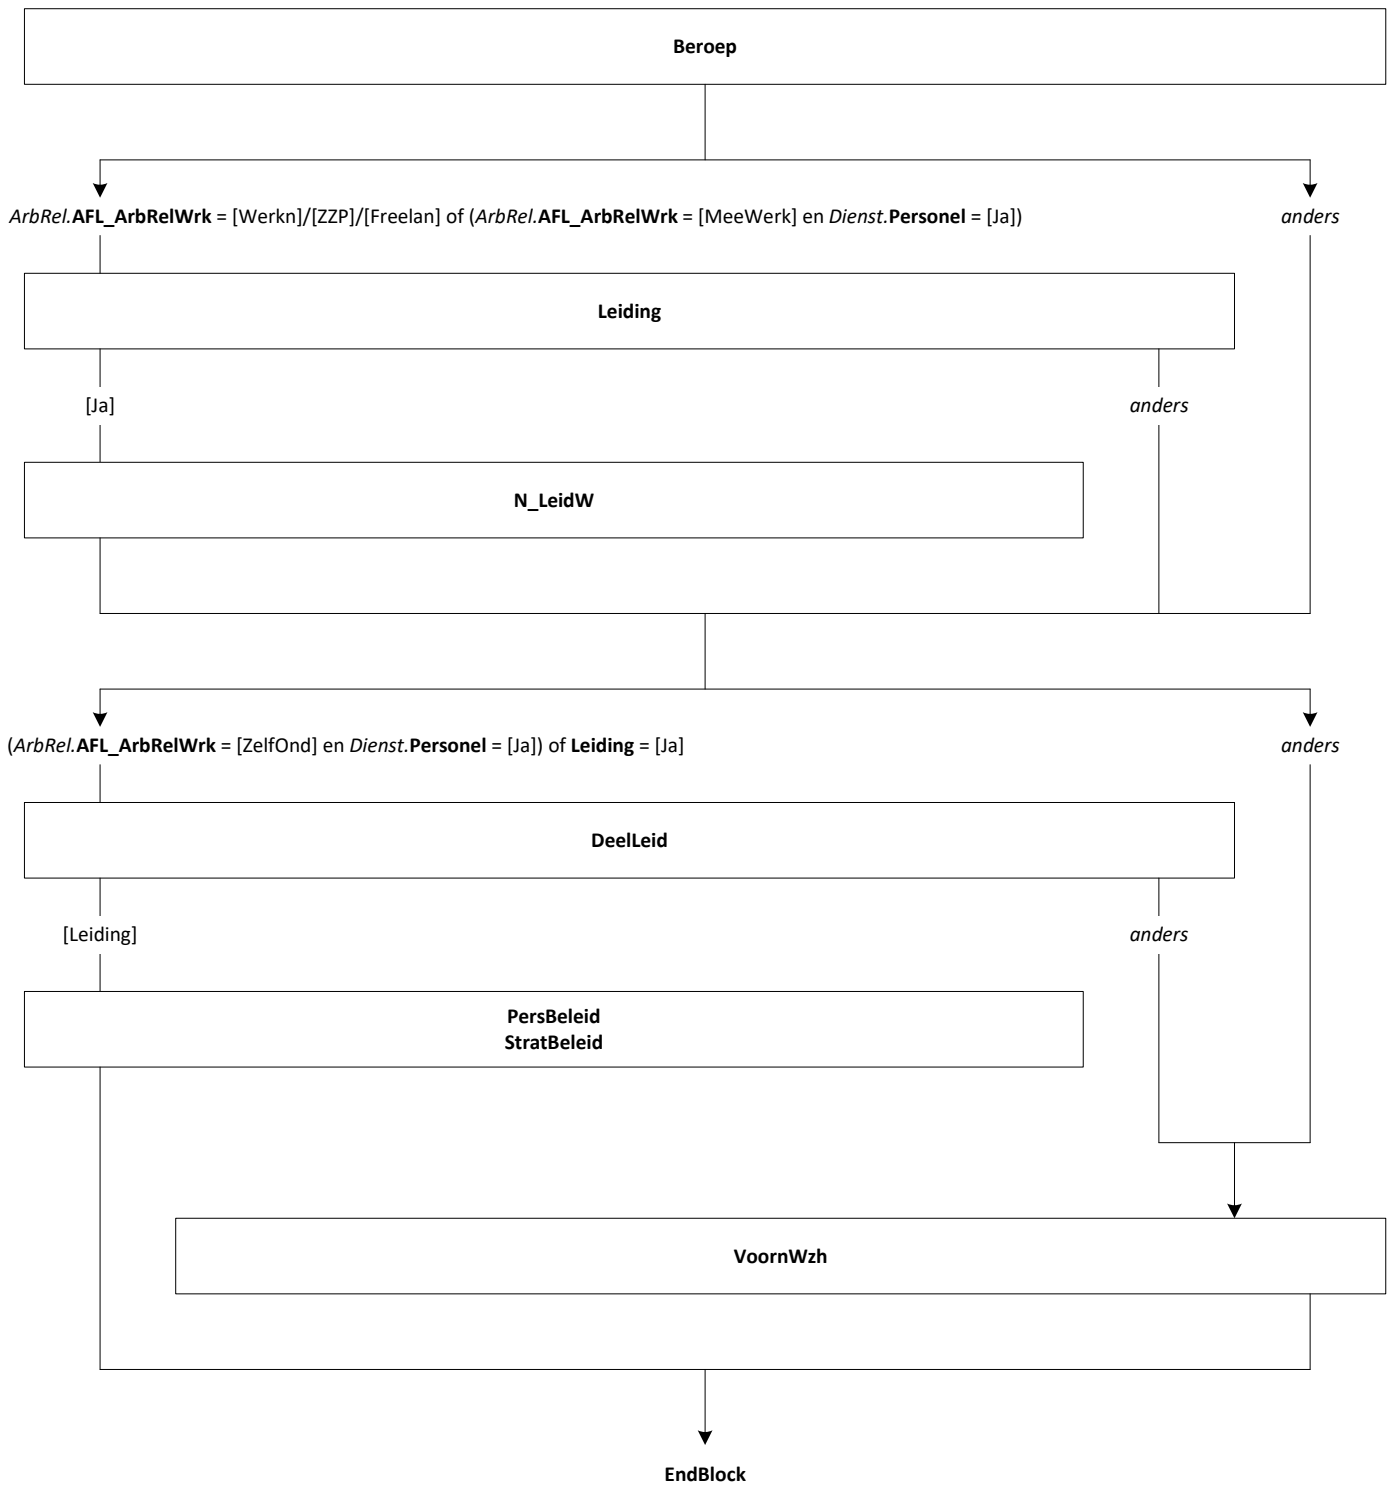 Beroep
ArbRel.AFL_ArbRelWrk = [Werkn]/[ZZP]/[Freelan] of (ArbRel.AFL_ArbRelWrk = [MeeWerk] en Dienst.Personel = [Ja])
anders
Leiding
[Ja]
anders
N_LeidW
(ArbRel.AFL_ArbRelWrk = [ZelfOnd] en Dienst.Personel = [Ja]) of Leiding = [Ja]
anders
DeelLeid
[Leiding]
anders
PersBeleid
StratBeleid
VoornWzh
EndBlock